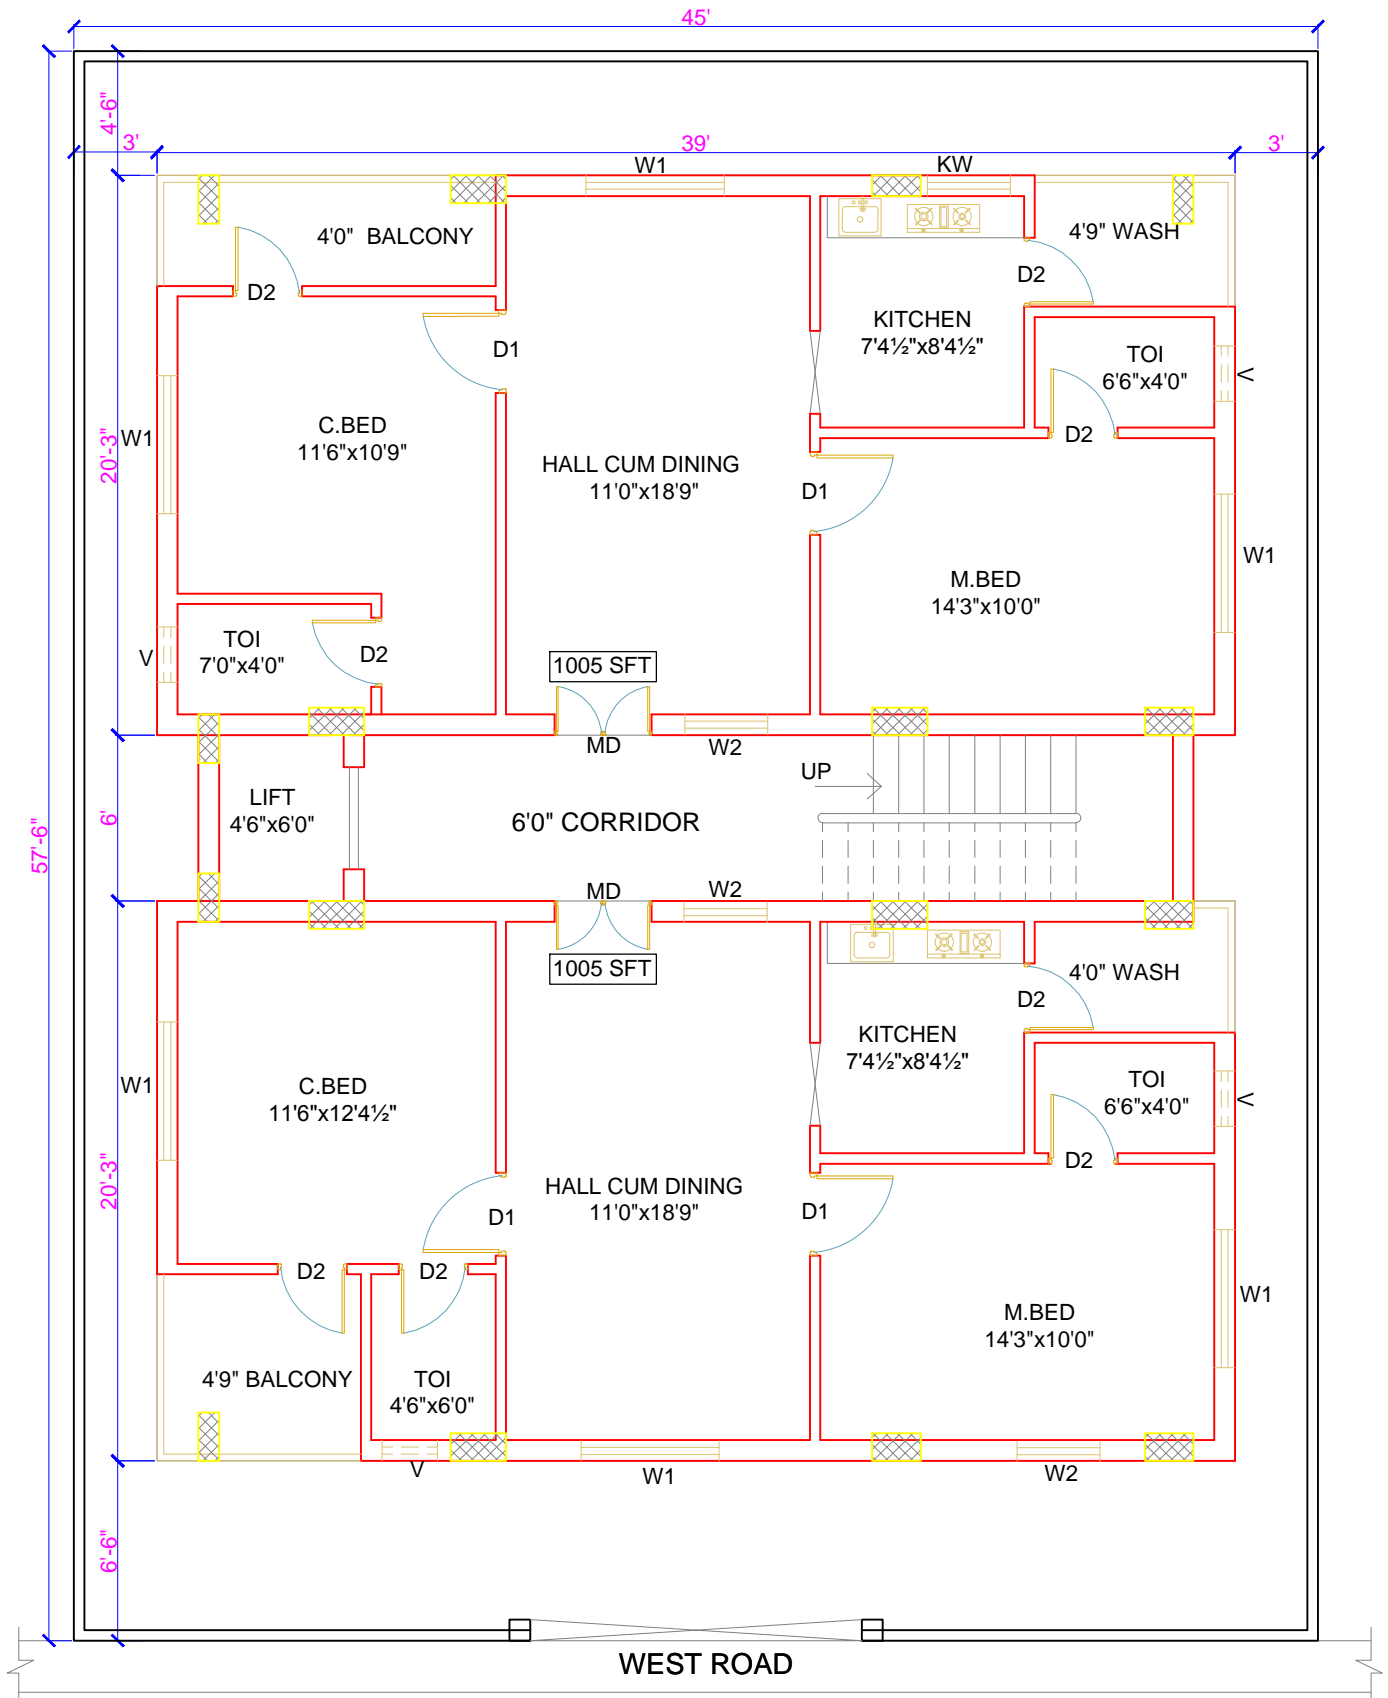 45'
4'-6"
3'
39'
3'
W1
KW
4'0" BALCONY
4'9" WASH
D2
D2
D1
KITCHEN
7'4½"x8'4½"
TOI
6'6"x4'0"
V
C.BED
11'6"x10'9"
W1
20'-3"
D2
HALL CUM DINING
11'0"x18'9"
D1
W1
M.BED
14'3"x10'0"
TOI
7'0"x4'0"
V
D2
1005 SFT
MD
W2
UP
LIFT
4'6"x6'0"
6'0" CORRIDOR
6'
57'-6"
MD
W2
1005 SFT
4'0" WASH
D2
KITCHEN
7'4½"x8'4½"
C.BED
11'6"x12'4½"
W1
TOI
6'6"x4'0"
V
D2
20'-3"
HALL CUM DINING
11'0"x18'9"
D1
D1
D2
D2
W1
M.BED
14'3"x10'0"
4'9" BALCONY
TOI
4'6"x6'0"
V
W1
W2
6'-6"
WEST ROAD